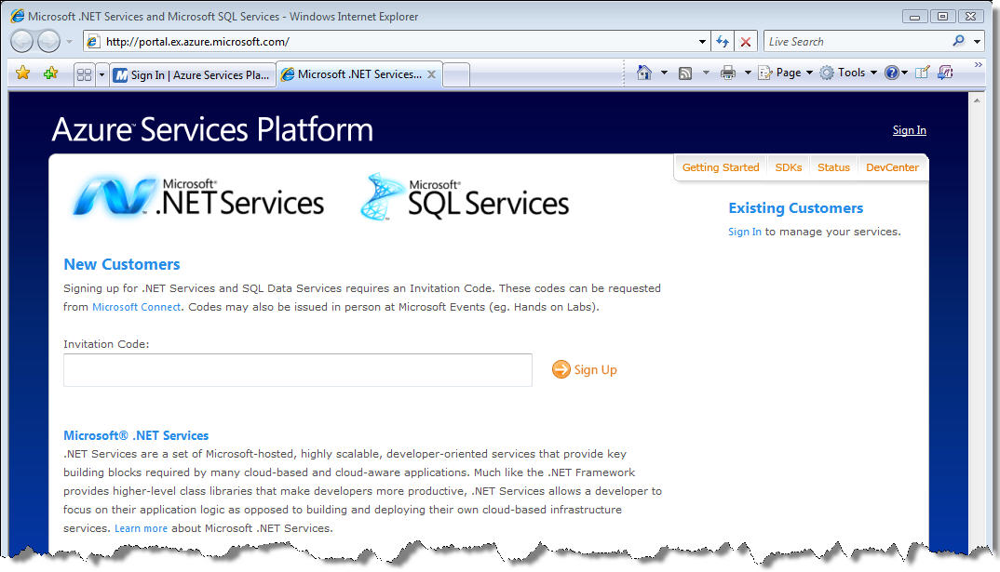 Microsoft .NET Services and Microsoft SQL Services - Windows Internet Explorer
http://portal.ex.azure.microsoft.com/
Live Search
Sign In | Azure Services Pla...
Microsoft .NET Services...
Page
Tools
Azure™ Services Platform
Sign In
Getting Started
SDKs
Status
DevCenter
Microsoft®
.NET Services
Microsoft®
SQL Services
Existing Customers
Sign In to manage your services.
New Customers
Signing up for .NET Services and SQL Data Services requires an Invitation Code. These codes can be requested
from Microsoft Connect. Codes may also be issued in person at Microsoft Events (eg. Hands on Labs).
Invitation Code:
Sign Up
Microsoft® .NET Services
.NET Services are a set of Microsoft-hosted, highly scalable, developer-oriented services that provide key
building blocks required by many cloud-based and cloud-aware applications. Much like the .NET Framework
provides higher-level class libraries that make developers more productive, .NET Services allows a developer to
focus on their application logic as opposed to building and deploying their own cloud-based infrastructure
services. Learn more about Microsoft .NET Services.